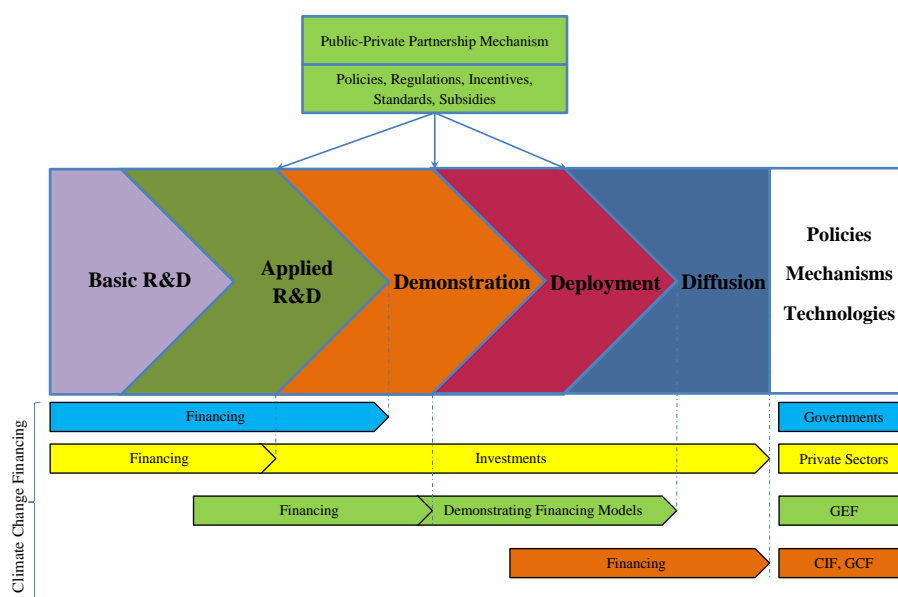 Public-Private Partnership Mechanism
Policies, Regulations, Incentives,
Standards, Subsidies
Basic R&D
Applied
R&D
Demonstration
Deployment
Diffusion
Policies
Mechanisms
Technologies
Climate Change Financing
Financing
Governments
Financing
Investments
Private Sectors
Financing
Demonstrating Financing Models
GEF
Financing
CIF, GCF